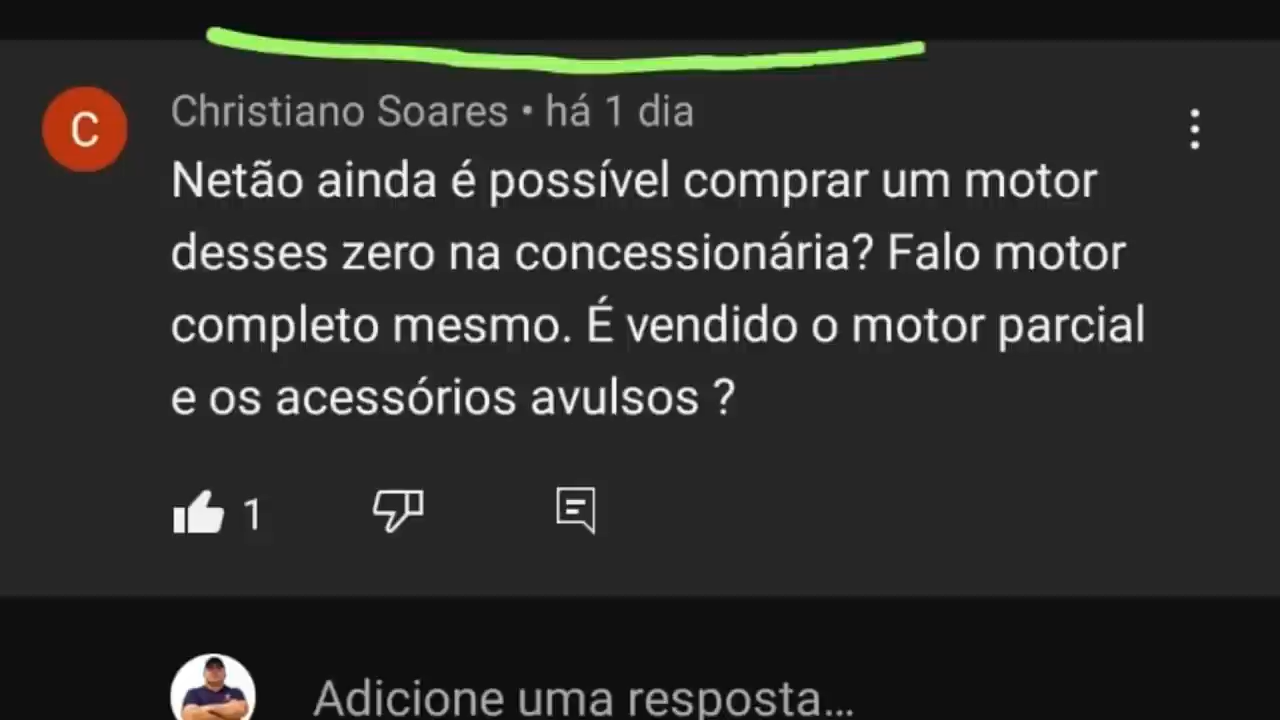 C
Christiano Soares • há 1 dia
Netão ainda é possível comprar um motor
desses zero na concessionária? Falo motor
completo mesmo. É vendido o motor parcial
e os acessórios avulsos ?
1
Adicione uma resposta...